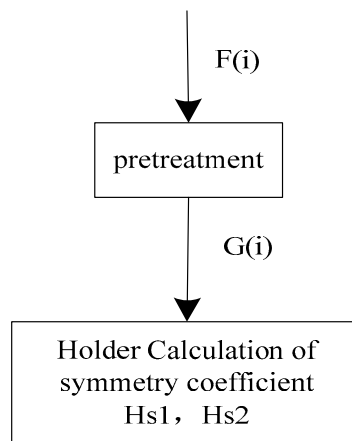 F(i)
pretreatment
G(i)
Holder Calculation of
symmetry coefficient
Hs1，Hs2